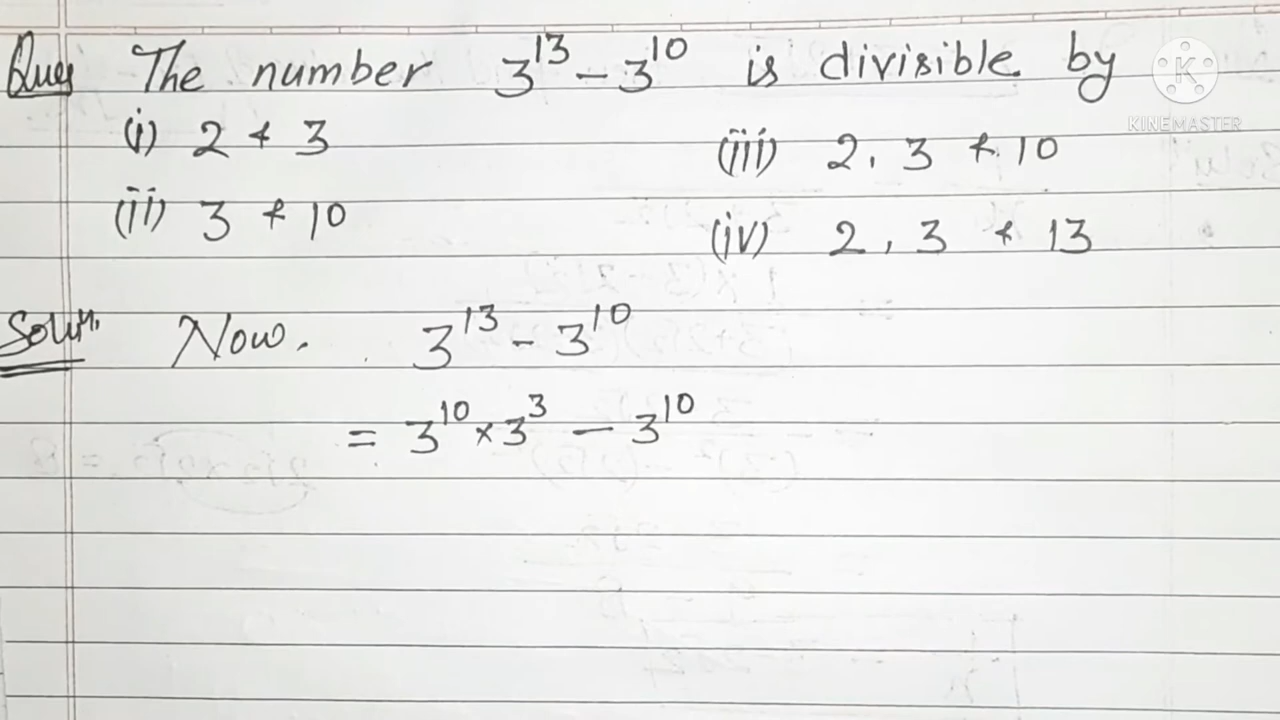 Ques The number 3^13 - 3^10 is divisible by
(i) 2 & 3
(iii) 2, 3 & 10
(ii) 3 & 10
(iv) 2, 3 & 13
Soluⁿ. Now. 3^13 - 3^10
= 3^10 × 3^3 - 3^10
KINEMASTER